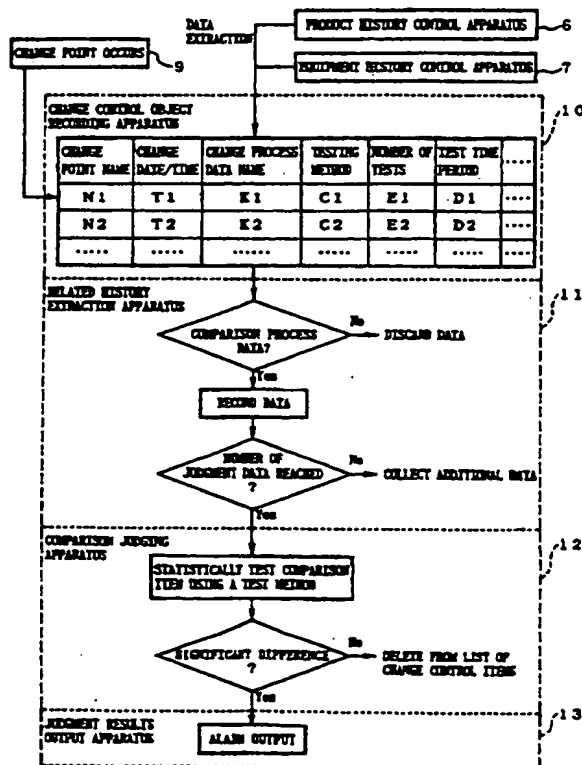 DATA
EXTRACTION
PRODUCT HISTORY CONTROL APPARATUS
6
CHANGE POINT OCCURS
9
EQUIPMENT HISTORY CONTROL APPARATUS
7
CHANGE CONTROL OBJECT
RECORDING APPARATUS
10
CHANGE POINT NAME
CHANGE DATE/TIME
CHANGE PROCESS DATA NAME
TESTING METHOD
NUMBER OF TESTS
TEST TIME PERIOD
.....
N1 T1 K1 C1 E1 D1 ....
N2 T2 K2 C2 E2 D2 ....
..... ..... ..... ..... ..... ..... ....
RELATED HISTORY
EXTRACTION APPARATUS
11
COMPARISON PROCESS
DATA?
No
DISCARD DATA
Yes
RECORD DATA
NUMBER OF
JUDGMENT DATA REACHED
?
No
COLLECT ADDITIONAL DATA
Yes
COMPARISON JUDGING
APPARATUS
12
STATISTICALLY TEST COMPARISON
ITEM USING A TEST METHOD
SIGNIFICANT DIFFERENCE
?
No
DELETE FROM LIST OF
CHANGE CONTROL ITEMS
Yes
JUDGMENT RESULTS
OUTPUT APPARATUS
13
ALARM OUTPUT